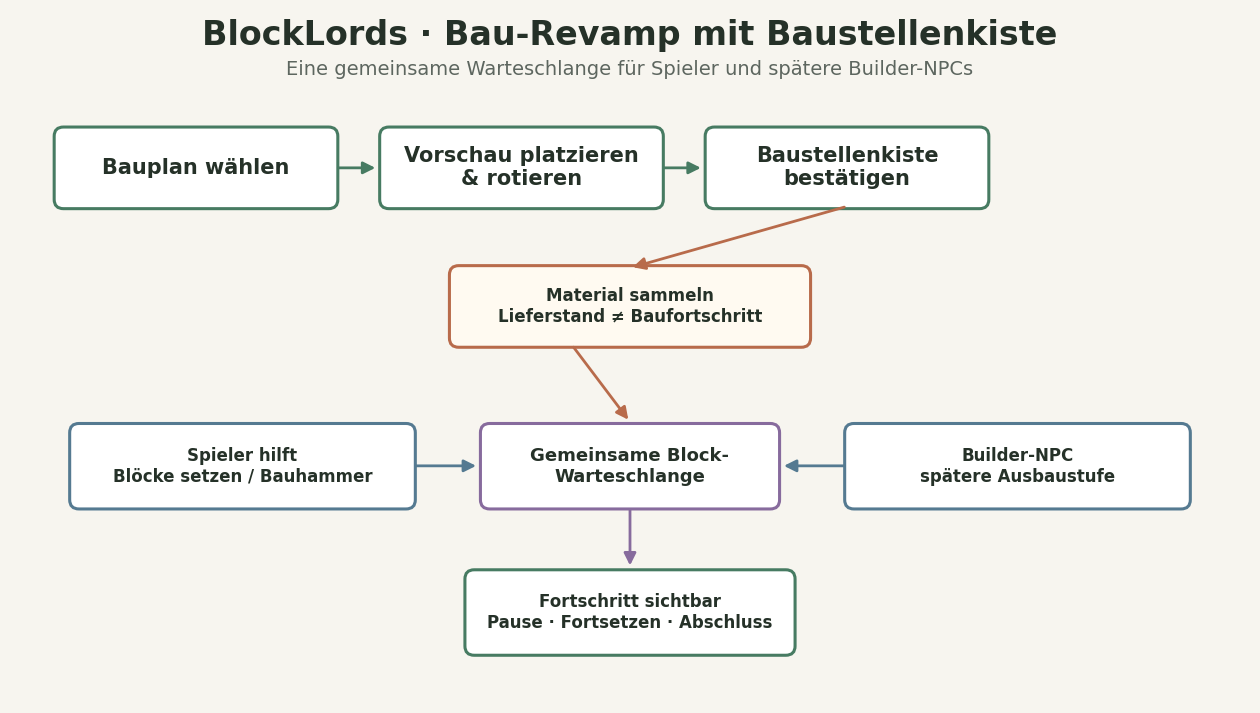 BlockLords · Bau-Revamp mit Baustellenkiste
Eine gemeinsame Warteschlange für Spieler und spätere Builder-NPCs
Bauplan wählen
Vorschau platzieren
& rotieren
Baustellenkiste
bestätigen
Material sammeln
Lieferstand ≠ Baufortschritt
Spieler hilft
Blöcke setzen / Bauhammer
Gemeinsame Block-
Warteschlange
Builder-NPC
spätere Ausbaustufe
Fortschritt sichtbar
Pause · Fortsetzen · Abschluss